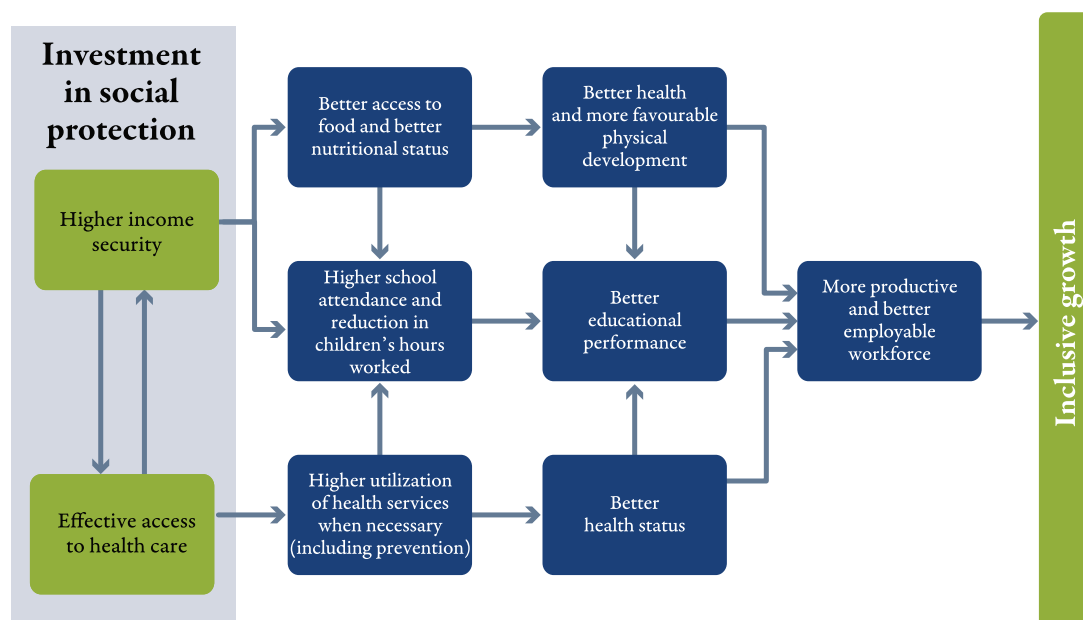 Investment
in social
protection
Higher income
security
Effective access
to health care
Better access to
food and better
nutritional status
Higher school
attendance and
reduction in
children’s hours
worked
Higher utilization
of health services
when necessary
(including prevention)
Better health
and more favourable
physical
development
Better
educational
performance
Better
health status
More productive
and better
employable
workforce
Inclusive growth